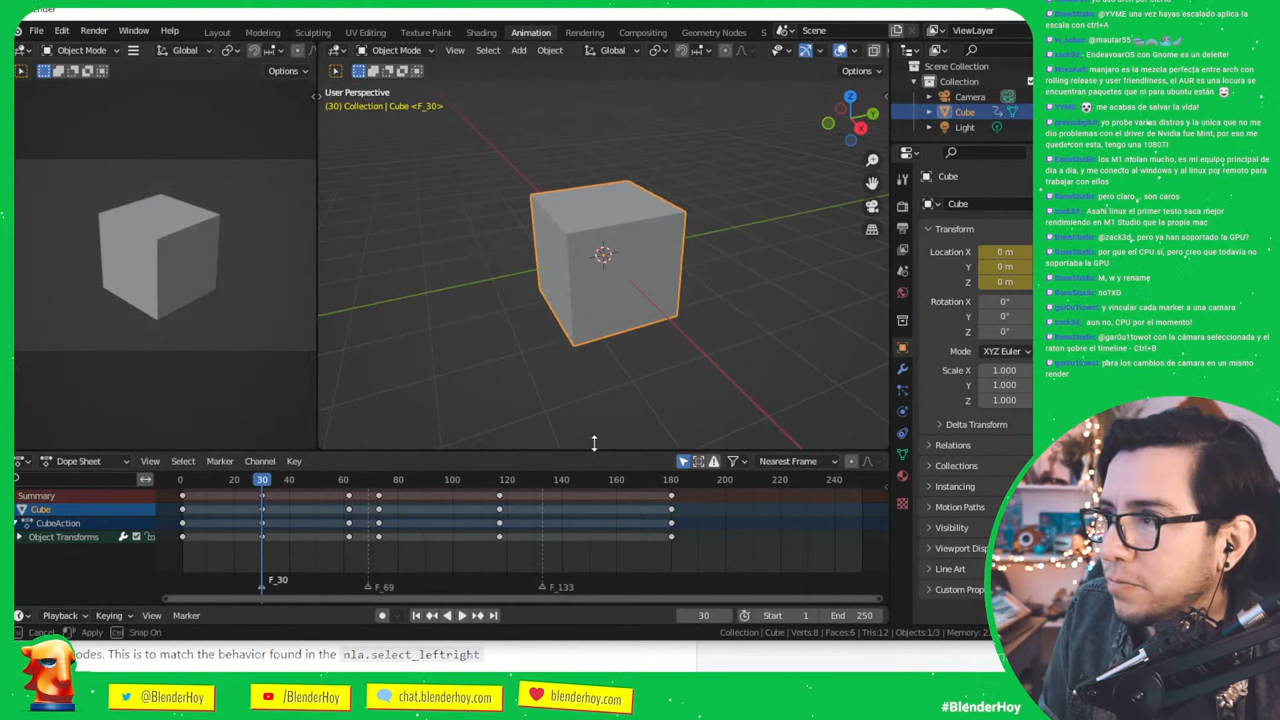 Edit Render Window Help Layout Modeling Sculpting UV Editing Texture Paint Shading Animation Rendering Compositing Geometry Nodes Scene ViewLayer
Object Mode Global Object Mode View Select Add Object Global
Options Options
User Perspective
(30) Collection | Cube <F_30>
Z
Y
X
Scene Collection
Collection
Camera
Cube
Light
Cube
Cube
Transform
Location X 0 m
Y 0 m
Z 0 m
Rotation X 0°
Y 0°
Z 0°
Mode XYZ Euler
Scale X 1.000
Y 1.000
Z 1.000
Delta Transform
Relations
Collections
Instancing
Motion Paths
Visibility
Viewport Disp
Line Art
Custom Prop
Dope Sheet View Select Marker Channel Key Nearest Frame
0 20 30 40 60 80 100 120 140 160 180 200 220 240
Summary
Cube
CubeAction
Object Transforms
F_30 F_69 F_133
Playback Keying View Marker 30 Start 1 End 250
Cancel Apply Snap On Collection | Cube | Verts:8 | Faces:6 | Tris:12 | Objects:1/3 | Memory: 2
odes. This is to match the behavior found in the nla.select_leftright
@YVME una vez hayas escalado aplica la
escala con ctrl+A
@mautar55
EndeavoarOS con Gnome es un deleite!
manjaro es la mezcla perfecta entre arch con
rolling release y user friendliness, el AUR es una locura se
encuentran paquetes que ni para ubuntu están
YVME: me acabas de salvar la vida!
yo probe varias distros y la unica que no me
dio problemas con el driver de Nvidia fue Mint, por eso me
quede con esta, tengo una 1080TI
los M1 molan mucho, es mi equipo principal de
dia a dia, y me conecto al windows y al linux por remoto para
trabajar con ellos
pero claro, son caros
Asahi linux el primer testo saca mejor
rendimiento en M1 Studio que la propia mac
@zack3d_ pero ya han soportado la GPU?
por que el CPU sí, pero creo que todavía no
soportaba la GPU
M, w y rename
no?XD
y vincular cada marker a una camara
aun no, CPU por el momento!
@gar0u1towot con la cámara seleccionada y el
raton sobre el timeline - Ctrl+B
para los cambios de camara en un mismo
render
@BlenderHoy /BlenderHoy chat.blenderhoy.com blenderhoy.com #BlenderHoy